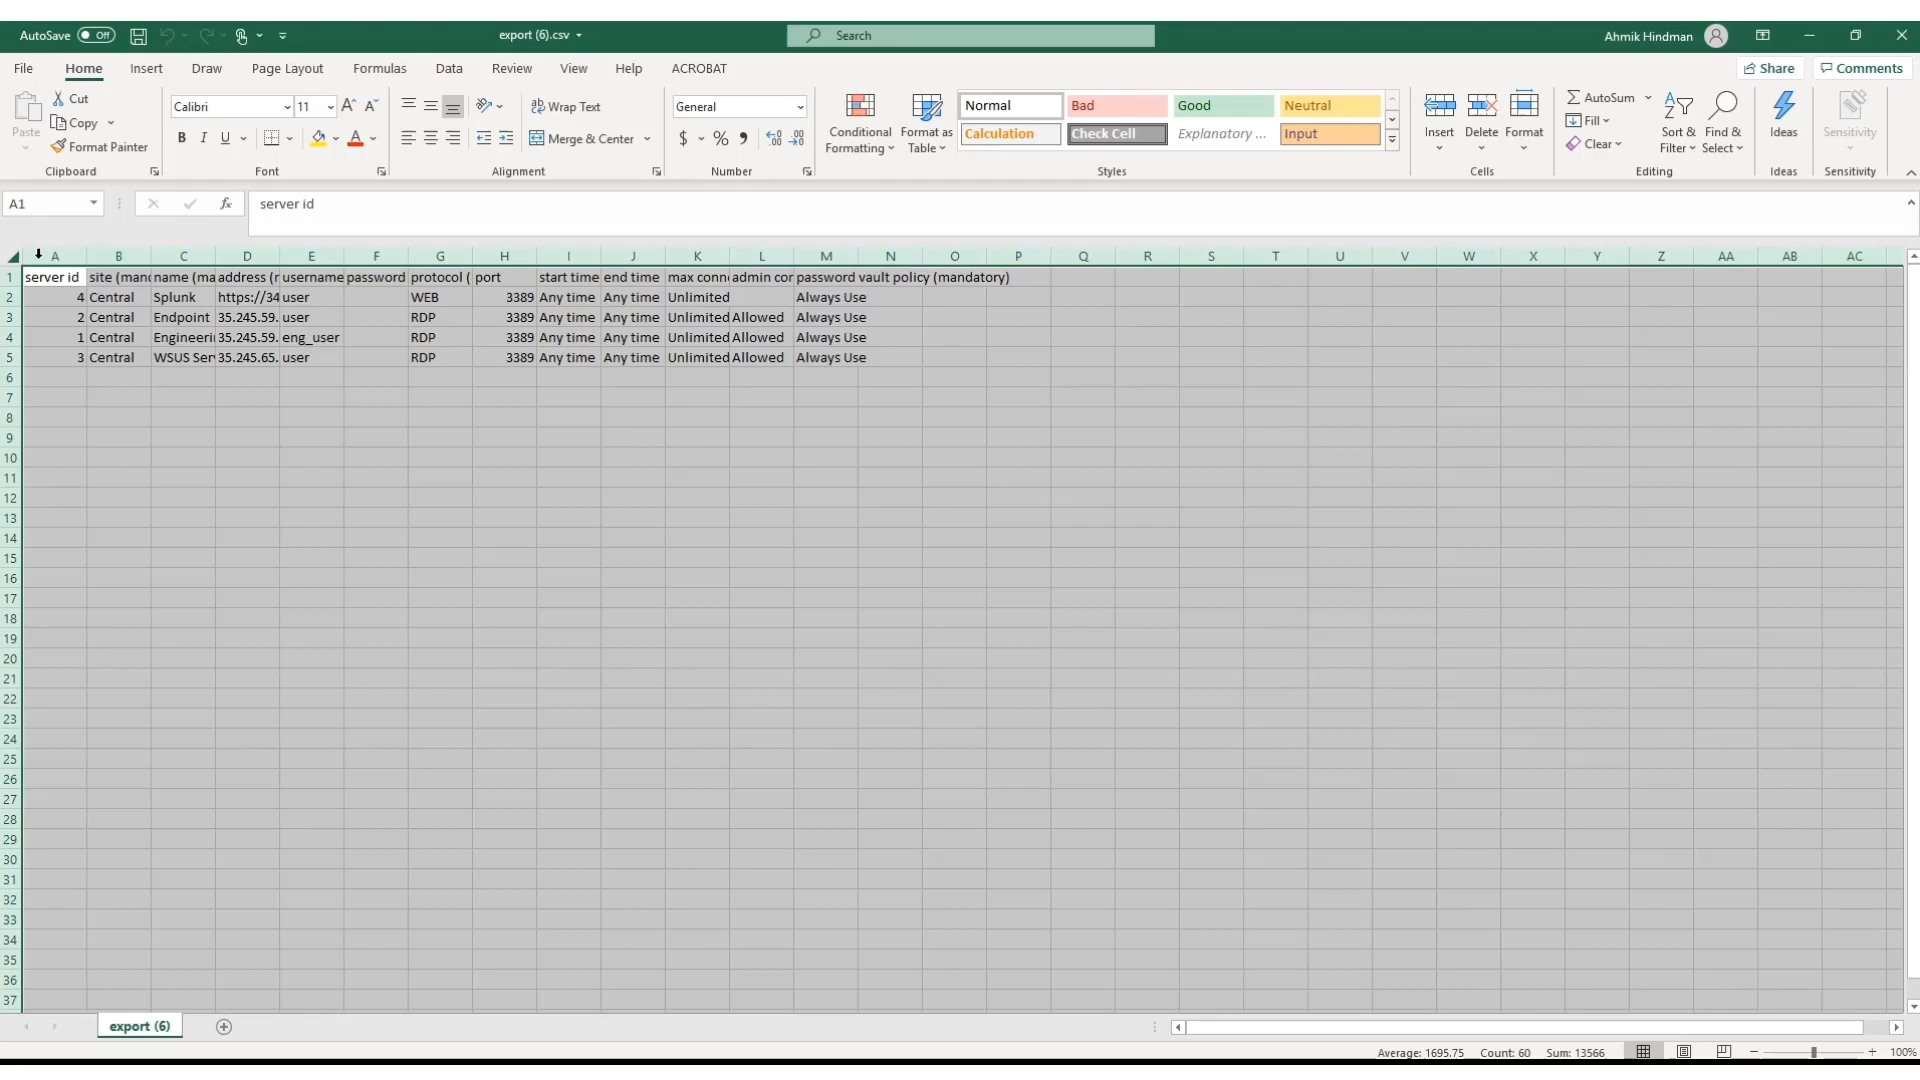 AutoSave Off export (6).csv Search Ahmik Hindman
File Home Insert Draw Page Layout Formulas Data Review View Help ACROBAT Share Comments
Paste Cut Copy Format Painter
Calibri 11
B I U
Wrap Text
Merge & Center
General
$ %
Conditional Formatting
Format as Table
Normal Bad Good Neutral
Calculation Check Cell Explanatory ... Input
Insert Delete Format
AutoSum
Fill
Clear
Sort & Filter
Find & Select
Ideas
Sensitivity
Clipboard Font Alignment Number Styles Cells Editing Ideas Sensitivity
A1 fx server id
A B C D E F G H I J K L M N O P Q R S T U V W X Y Z AA AB AC
1 server id site (man name (ma address (r username password protocol ( port start time end time max conn admin cor password vault policy (mandatory)
2 4 Central Splunk https://34 user WEB 3389 Any time Any time Unlimited Always Use
3 2 Central Endpoint 35.245.59. user RDP 3389 Any time Any time Unlimited Allowed Always Use
4 1 Central Engineeri 35.245.59. eng_user RDP 3389 Any time Any time Unlimited Allowed Always Use
5 3 Central WSUS Ser 35.245.65. user RDP 3389 Any time Any time Unlimited Allowed Always Use
6
7
8
9
10
11
12
13
14
15
16
17
18
19
20
21
22
23
24
25
26
27
28
29
30
31
32
33
34
35
36
37
export (6)
Average: 1695.75 Count: 60 Sum: 13566 100%